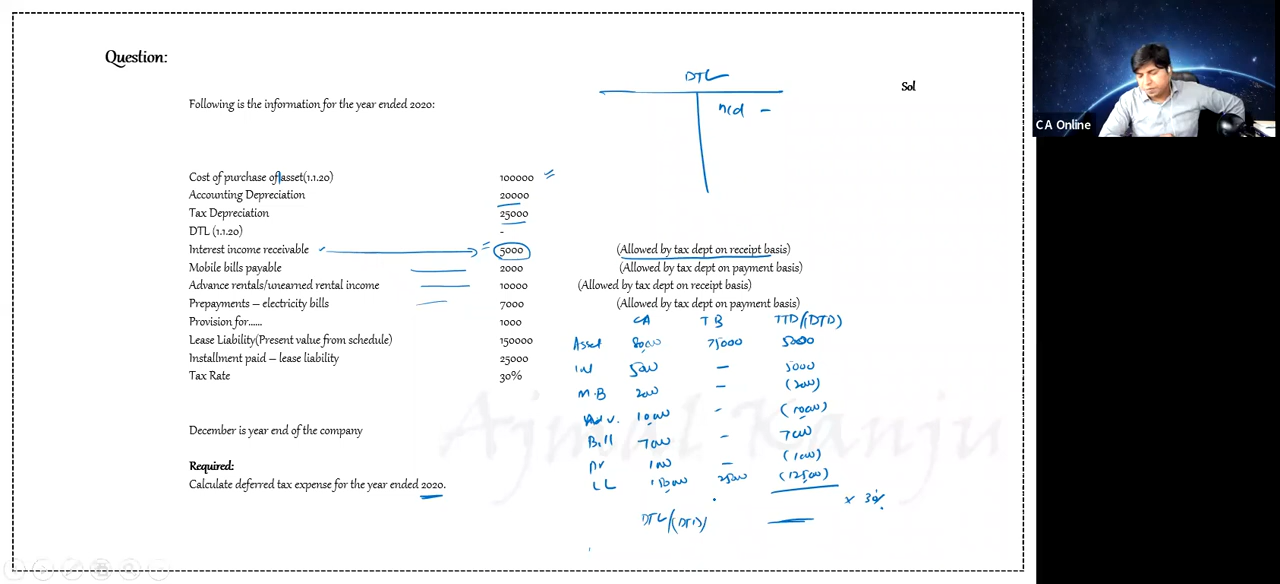 Question:
DTL
Sol
Following is the information for the year ended 2020:
n/d -
CA Online
Cost of purchase of asset(1.1.20) 100000 =
Accounting Depreciation 20000
Tax Depreciation 25000
DTL (1.1.20) -
Interest income receivable = 5000 (Allowed by tax dept on receipt basis)
Mobile bills payable 2000 (Allowed by tax dept on payment basis)
Advance rentals/unearned rental income 10000 (Allowed by tax dept on receipt basis)
Prepayments – electricity bills 7000 (Allowed by tax dept on payment basis)
Provision for...... 1000
CA TB TTD/(DTD)
Lease Liability(Present value from schedule) 150000
Asset 80000 75000 5000
Installment paid – lease liability 25000
Int 5000 - 5000
Tax Rate 30%
M.B 2000 - (2000)
Adv. 10000 - (10000)
December is year end of the company
Bill 7000 - 7000
Required:
Pr 1000 - (1000)
Calculate deferred tax expense for the year ended 2020.
LL 150000 25000 (125000)
x 30%
DTL/(DTD)
Ajmal Kanju